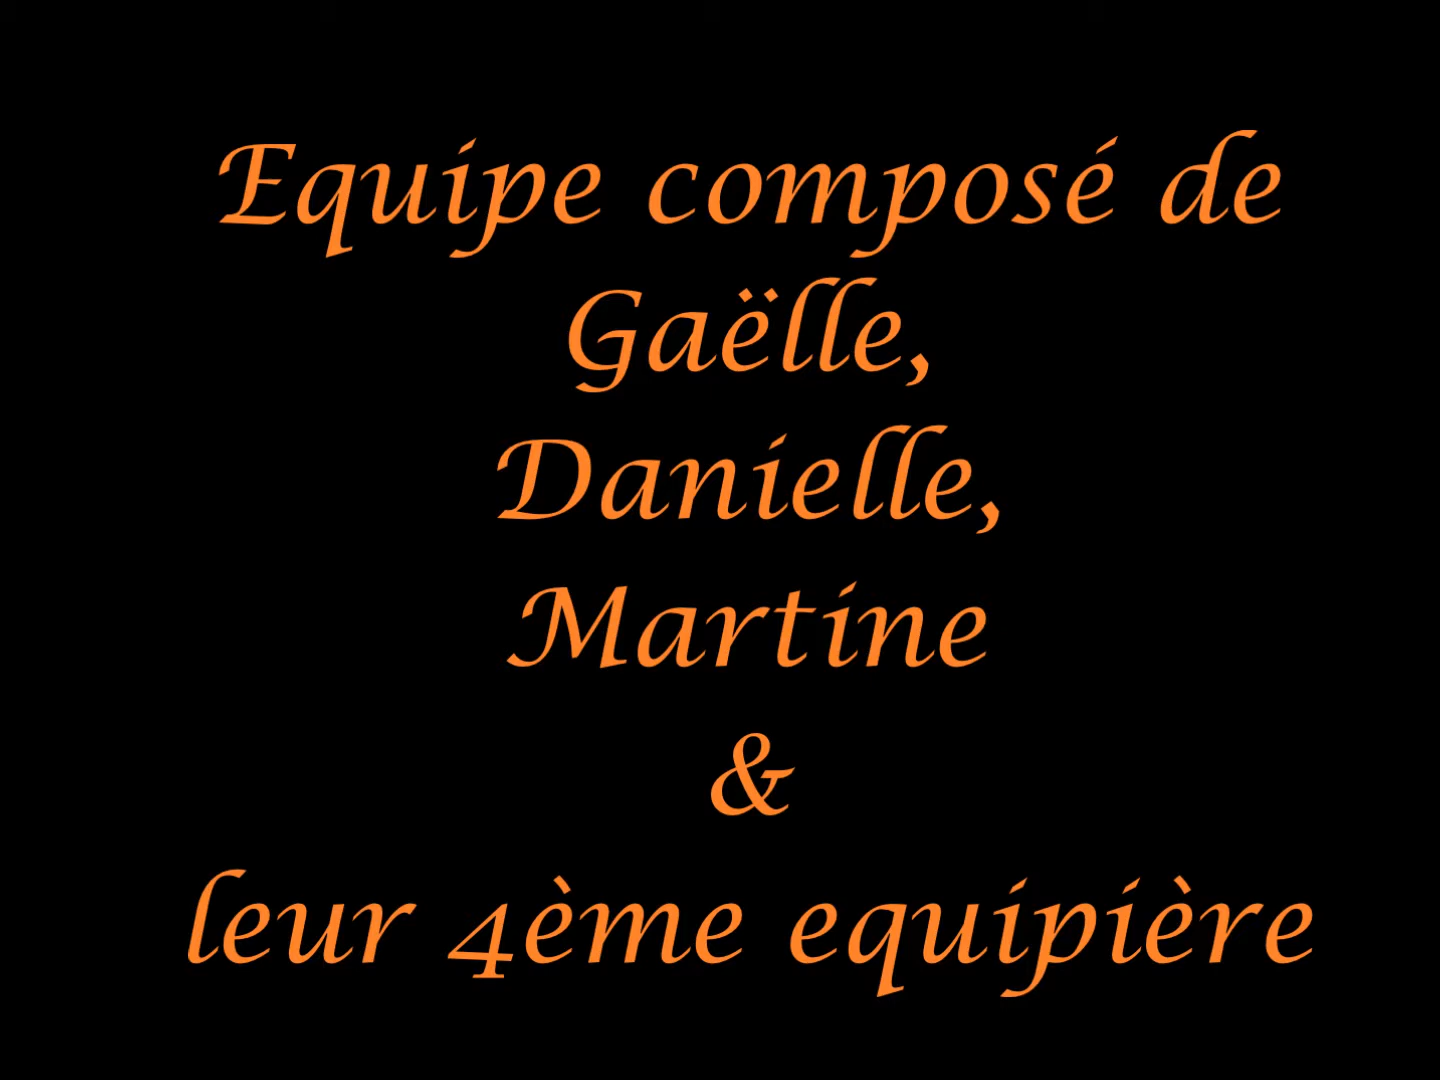 Equipe composé de
Gaëlle,
Danielle,
Martine
&
leur 4ème equipière